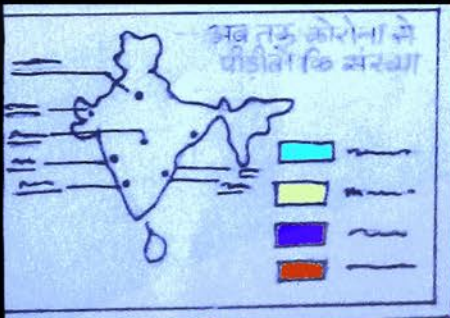 अब तक कोरोना से
पीड़ीतो कि संख्या